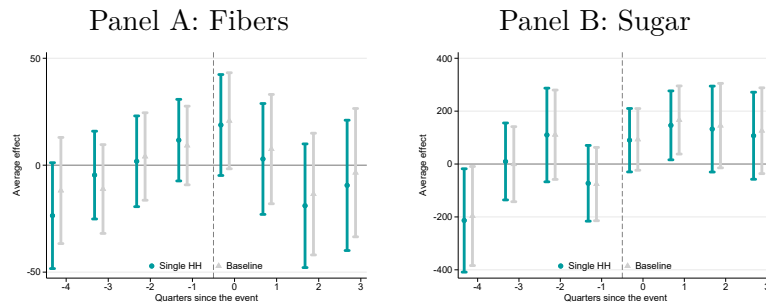 Panel A: Fibers
50
0
-50
Average effect
-4 -3 -2 -1 0 1 2 3
Quarters since the event
Single HH Baseline
Panel B: Sugar
400
200
0
-200
-400
Average effect
-4 -3 -2 -1 0 1 2 3
Quarters since the event
Single HH Baseline